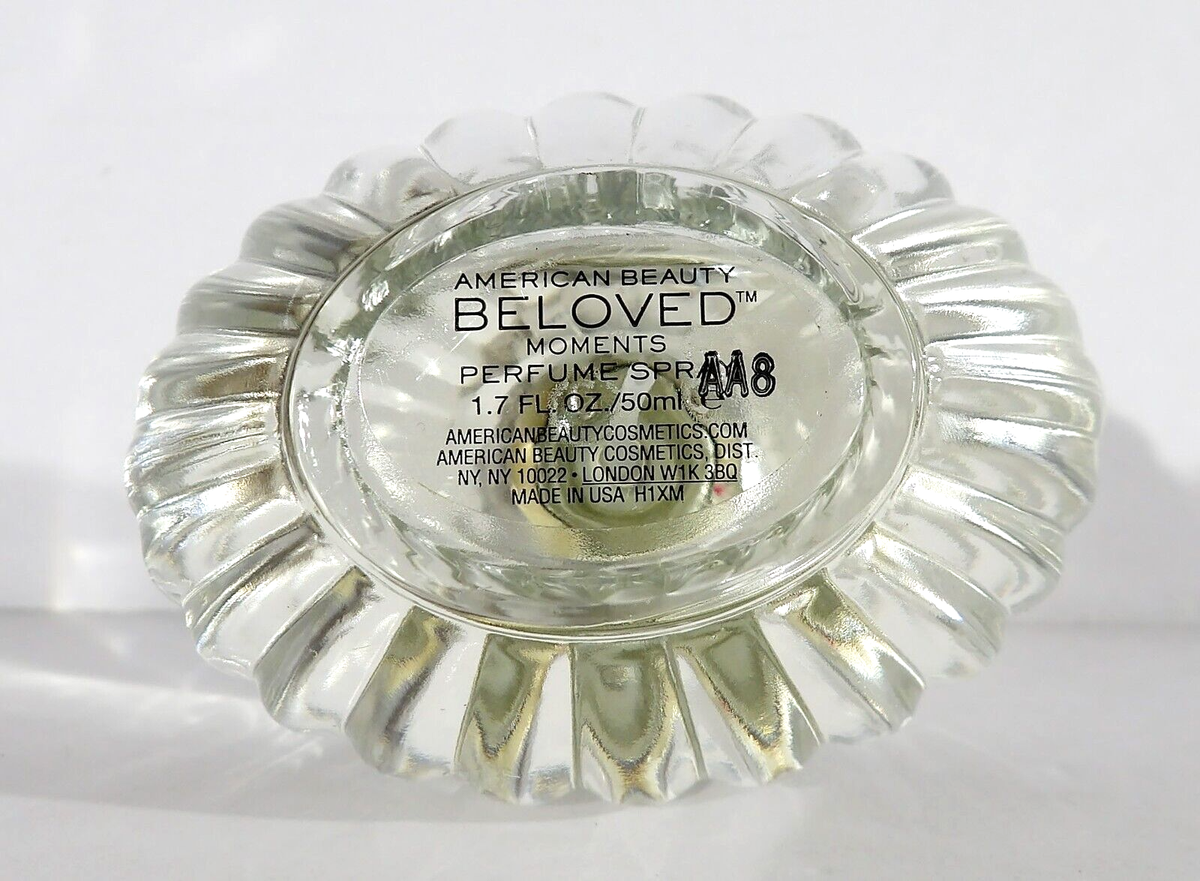 AMERICAN BEAUTY
BELOVED™
MOMENTS
PERFUME SPRAY AA8
1.7 FL. OZ./50ml ℮
AMERICANBEAUTYCOSMETICS.COM
AMERICAN BEAUTY COSMETICS, DIST.
NY, NY 10022 • LONDON W1K 3BQ
MADE IN USA H1XM